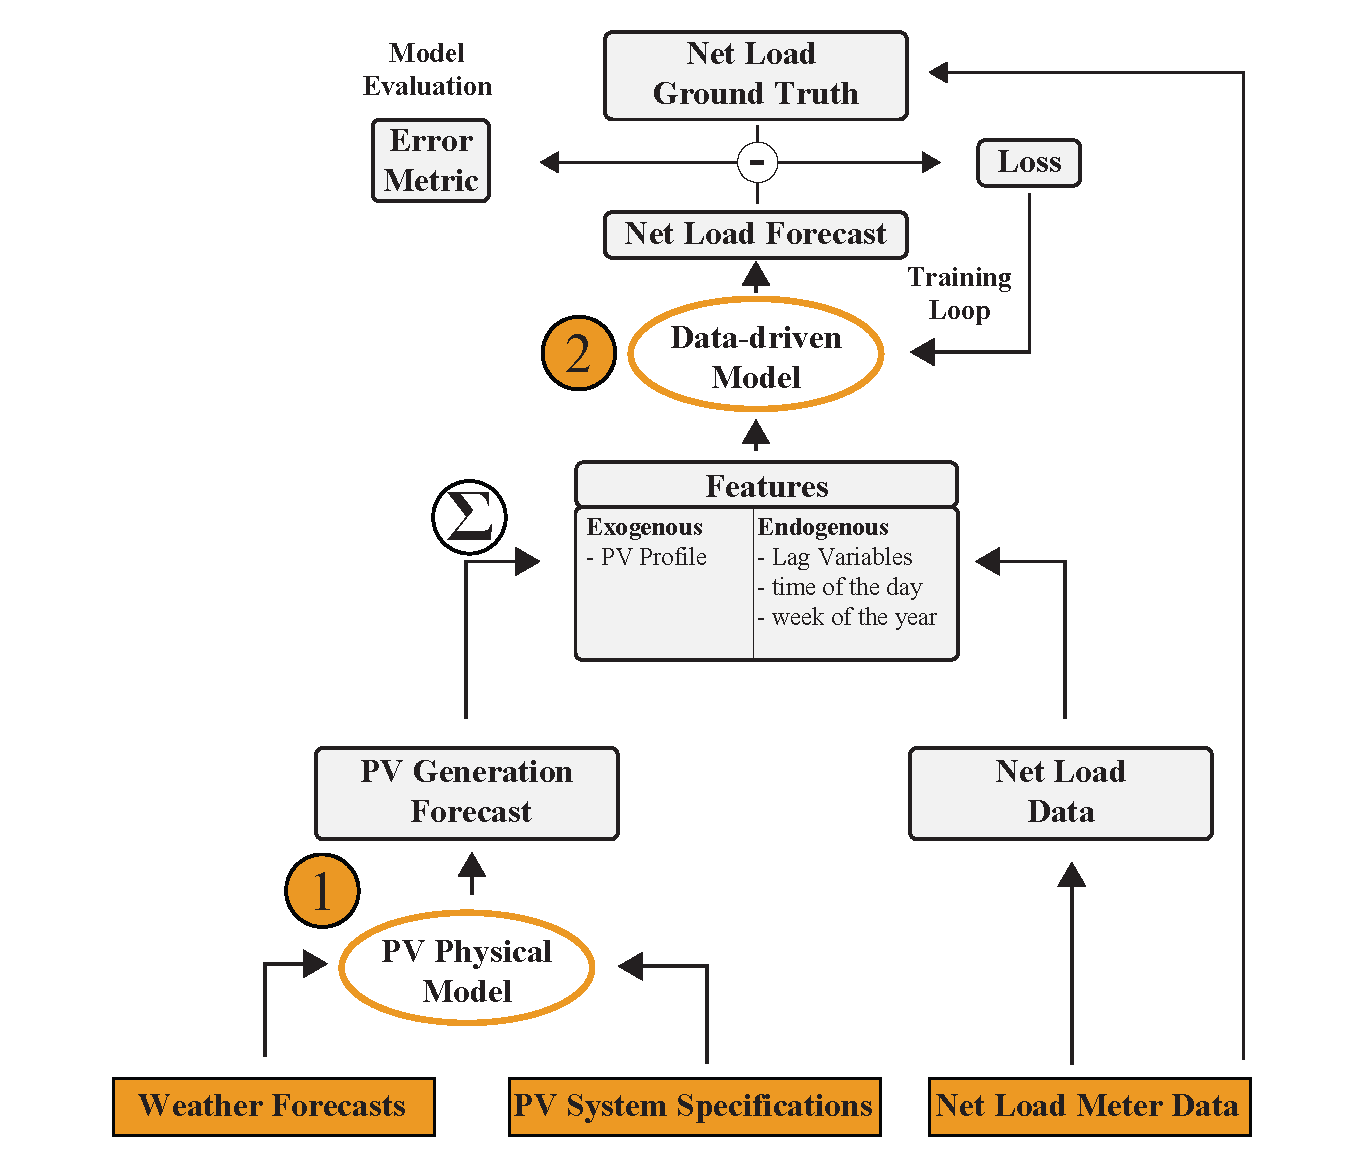 Model
Evaluation
Net Load
Ground Truth
Error
Metric
-
Loss
Net Load Forecast
Training
Loop
2
Data-driven
Model
Σ
Features
Exogenous
- PV Profile
Endogenous
- Lag Variables
- time of the day
- week of the year
PV Generation
Forecast
Net Load
Data
1
PV Physical
Model
Weather Forecasts
PV System Specifications
Net Load Meter Data